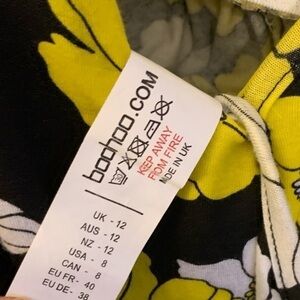 boohoo.COM
KEEP AWAY
FROM FIRE
MADE IN UK
UK - 12
AUS - 12
NZ - 12
USA - 8
CAN - 8
EU FR- 40
EU DE- 38